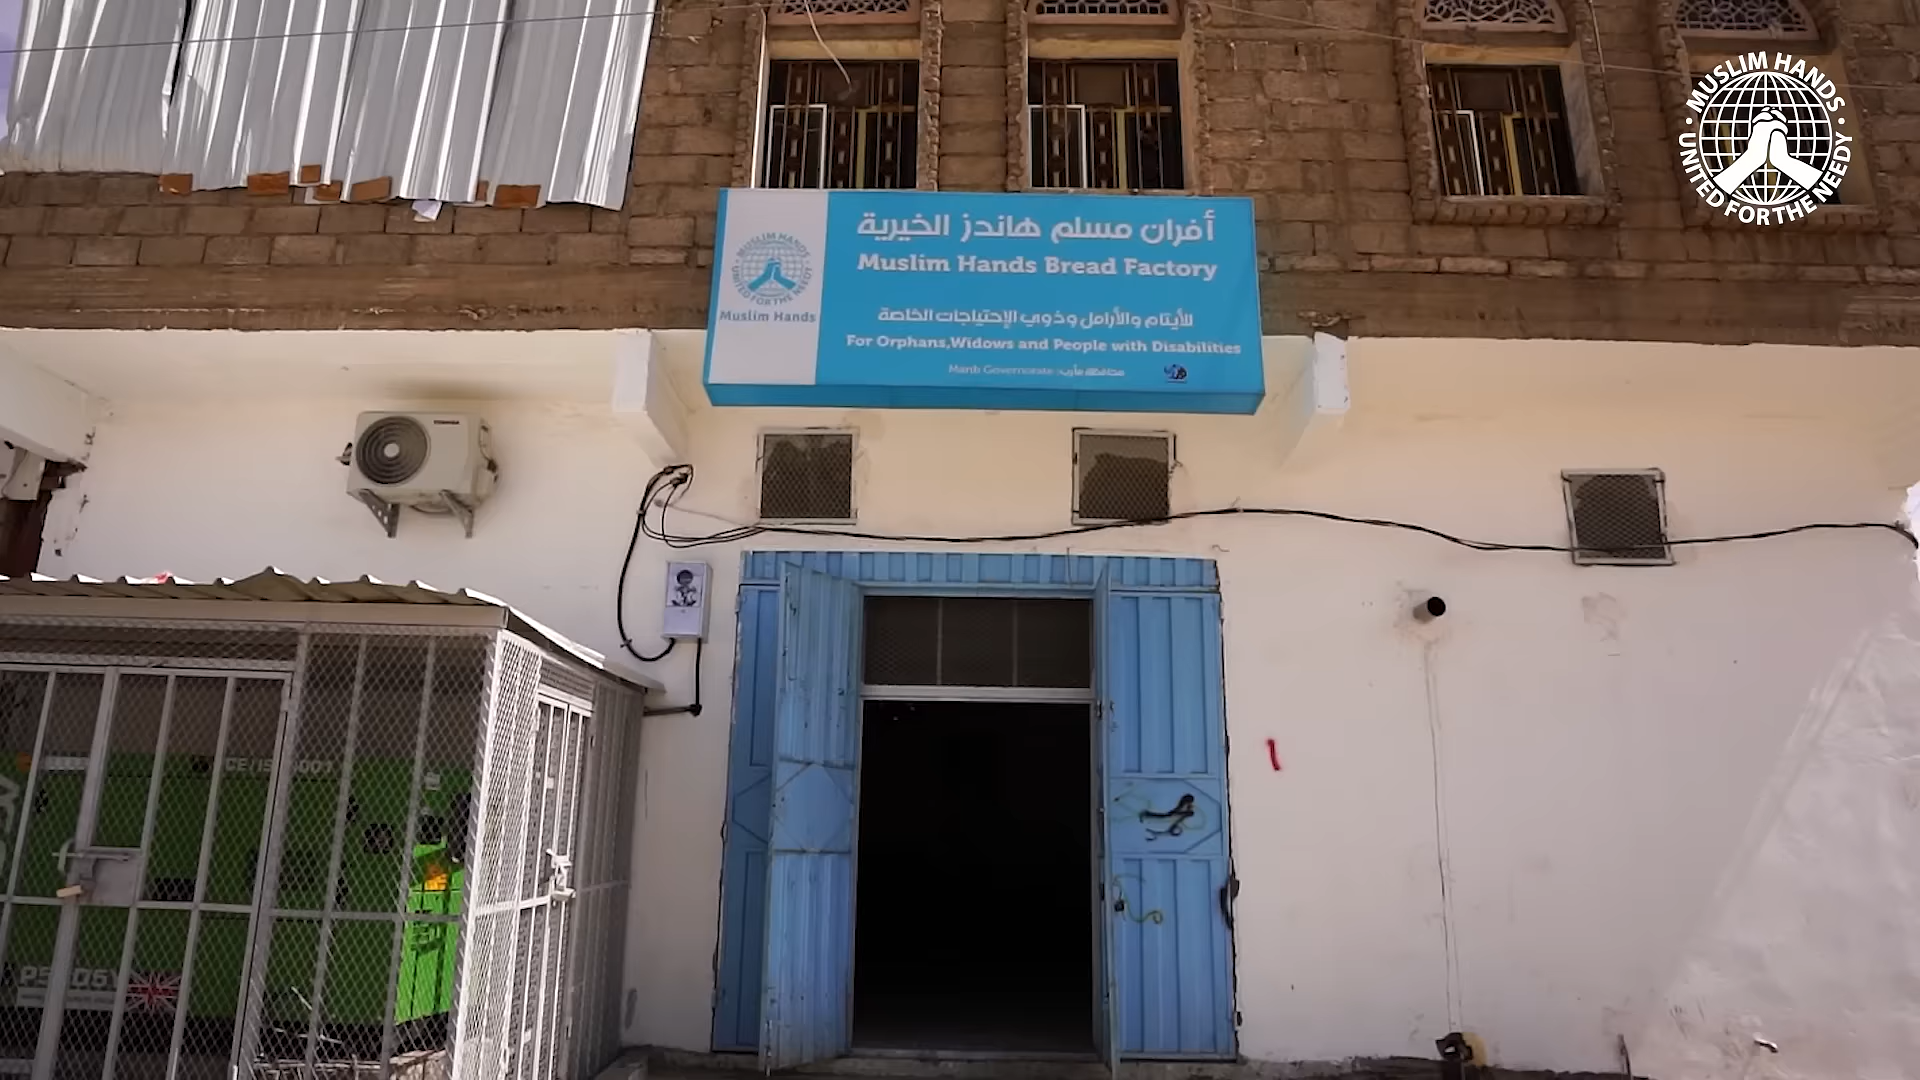 MUSLIM HANDS
UNITED FOR THE NEEDY
أفران مسلم هاندز الخيرية
Muslim Hands Bread Factory
للأيتام والأرامل وذوي الإحتياجات الخاصة
For Orphans,Widows and People with Disabilities
Marib Governorate محافظة مأرب
MUSLIM HANDS
UNITED FOR THE NEEDY
Muslim Hands
TOSHIBA